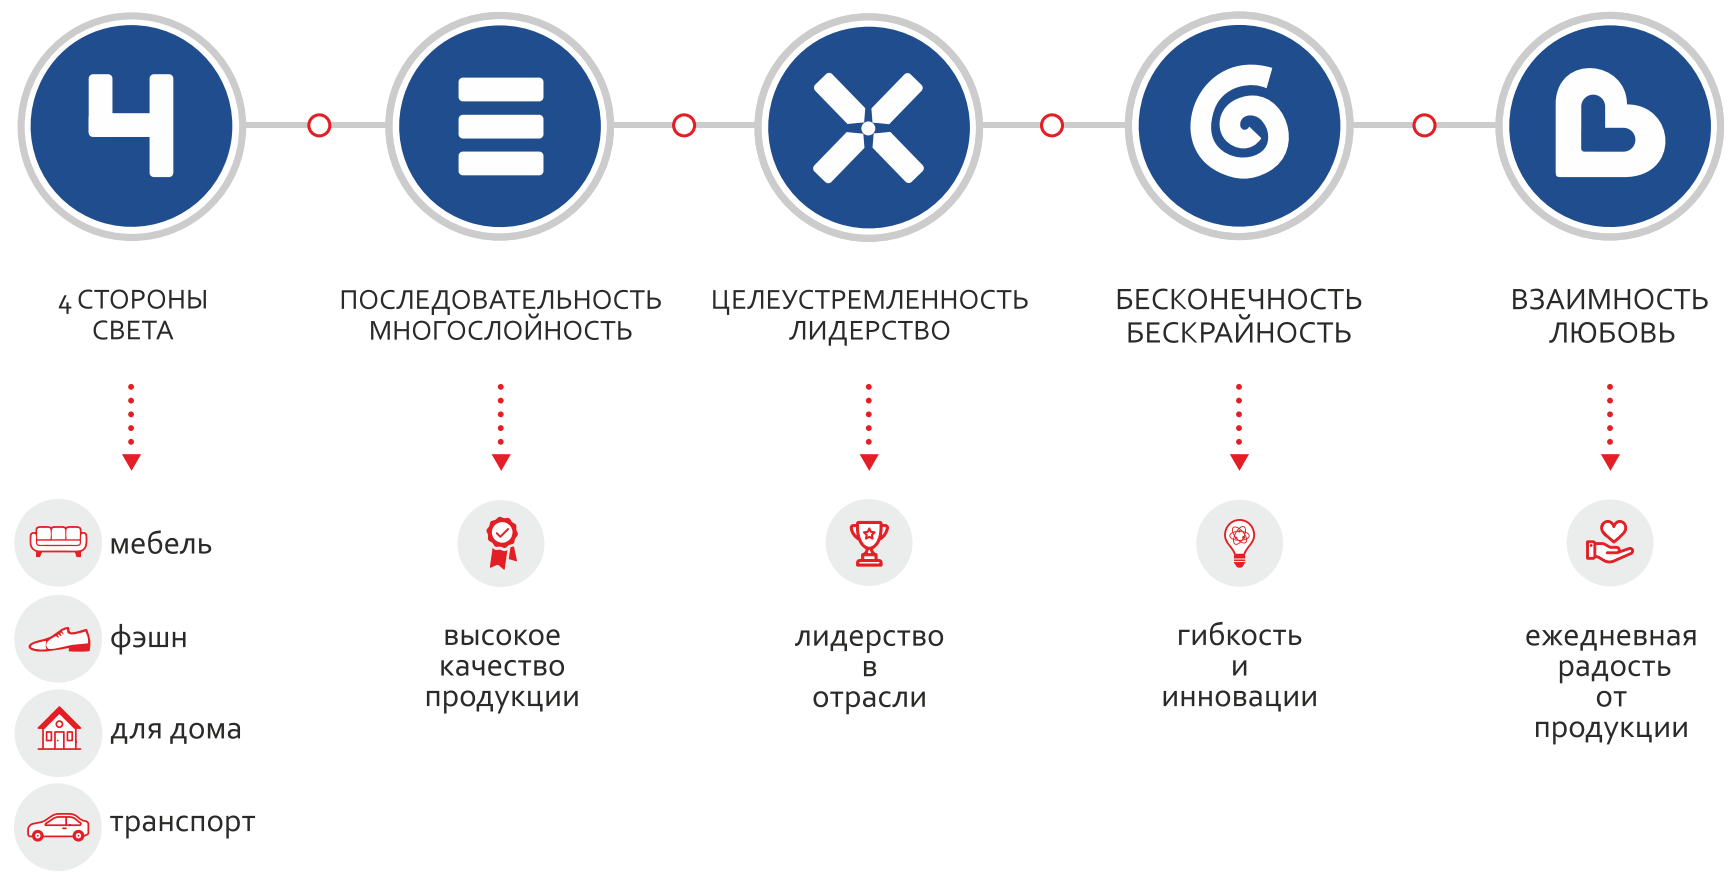 4 СТОРОНЫ
СВЕТА
ПОСЛЕДОВАТЕЛЬНОСТЬ
МНОГОСЛОЙНОСТЬ
ЦЕЛЕУСТРЕМЛЕННОСТЬ
ЛИДЕРСТВО
БЕСКОНЕЧНОСТЬ
БЕСКРАЙНОСТЬ
ВЗАИМНОСТЬ
ЛЮБОВЬ
мебель
фэшн
для дома
транспорт
высокое
качество
продукции
лидерство
в
отрасли
гибкость
и
инновации
ежедневная
радость
от
продукции